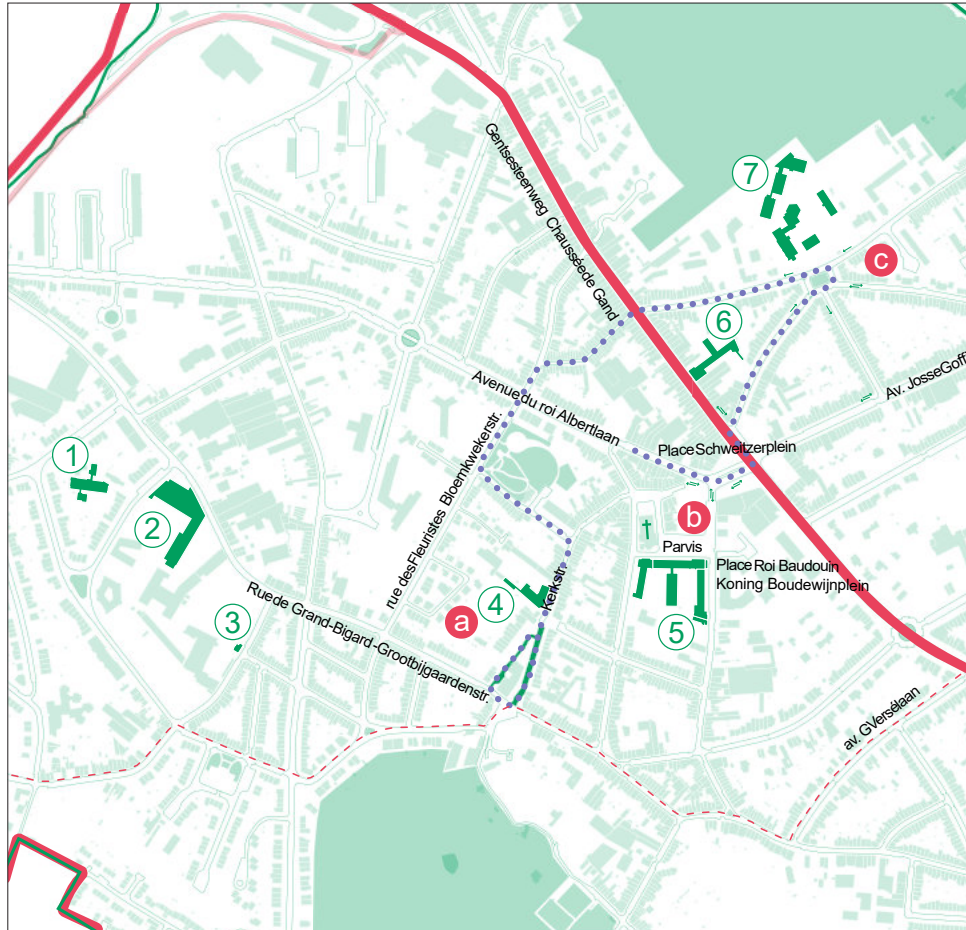 Gentsesteenweg Chaussée de Gand
7
c
6
Avenue du roi Albertlaan
Av. Josse Goff
rue des Fleuristes Bloemkwekerstr.
Place Schweitzerplein
1
2
b
Parvis
Place Roi Baudouin
Koning Boudewijnplein
Kerkstr.
4
a
5
3
Rue de Grand-Bigard - Grootbijgaardenstr.
av. G Versélaan